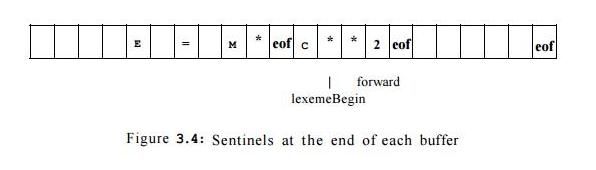 E = M * eof C * * 2 eof eof
| forward
lexemeBegin
Figure 3.4: Sentinels at the end of each buffer